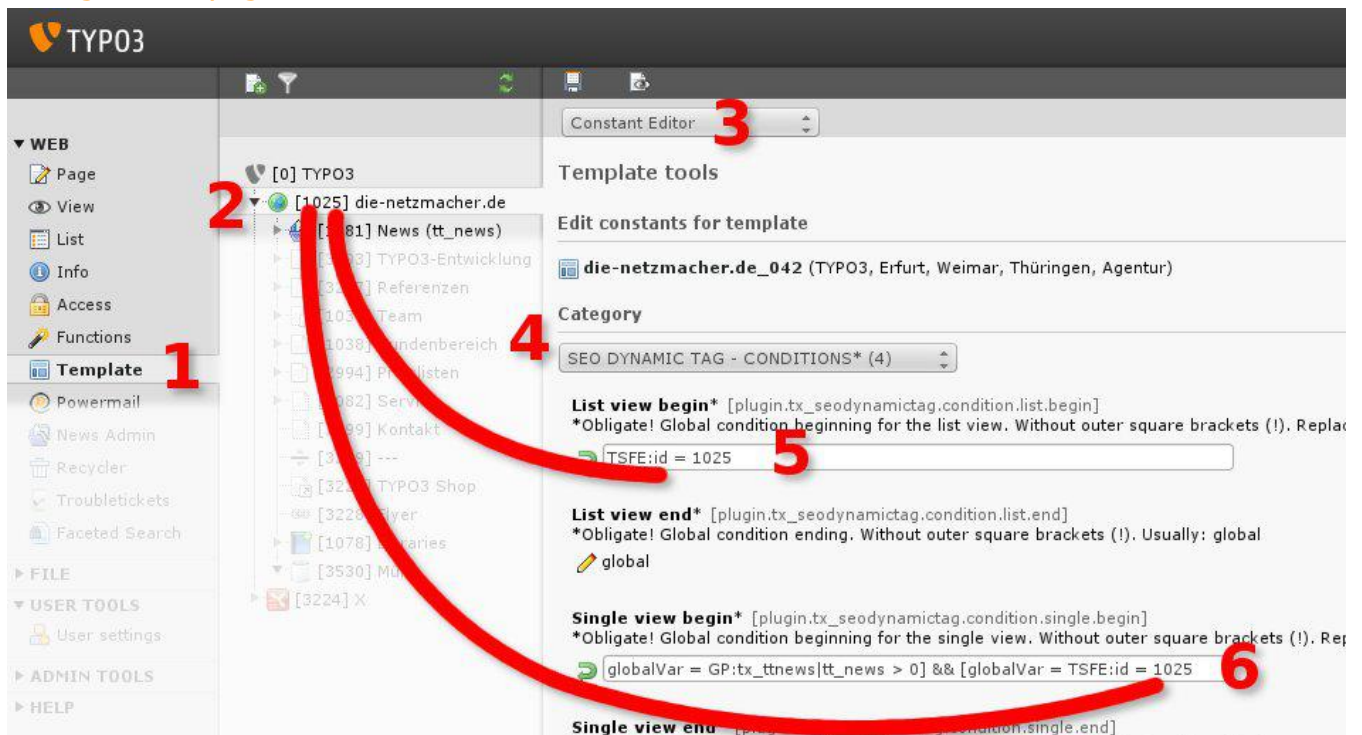 TYPO3
Constant Editor
3
WEB
Page
View
List
Info
Access
Functions
Template
1
Powermail
News Admin
Recycler
Troubletickets
Faceted Search
FILE
USER TOOLS
User settings
ADMIN TOOLS
HELP
[0] TYPO3
2
[1025] die-netzmacher.de
News (tt_news)
TYPO3-Entwicklung
Referenzen
Team
[1038]
Kontakt
---
TYPO3 Shop
[3228] Flyer
[1078]
[3530]
[3224] X
Template tools
Edit constants for template
die-netzmacher.de_042 (TYPO3, Erfurt, Weimar, Thüringen, Agentur)
Category
4
SEO DYNAMIC TAG - CONDITIONS* (4)
List view begin* [plugin.tx_seodynamictag.condition.list.begin]
*Obligate! Global condition beginning for the list view. Without outer square brackets (!).
TSFE:id = 1025
5
List view end* [plugin.tx_seodynamictag.condition.list.end]
*Obligate! Global condition ending. Without outer square brackets (!). Usually: global
global
Single view begin* [plugin.tx_seodynamictag.condition.single.begin]
*Obligate! Global condition beginning for the single view. Without outer square brackets (!).
globalVar = GP:tx_ttnews|tt_news > 0] && [globalVar = TSFE:id = 1025
6
Single view end